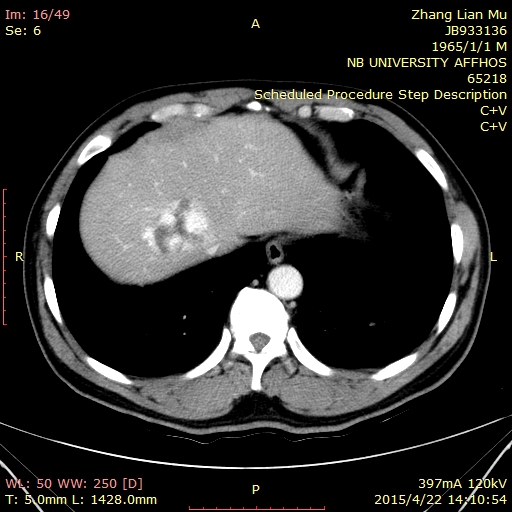 Im: 16/49
Se: 6
A
Zhang Lian Mu
JB933136
1965/1/1 M
NB UNIVERSITY AFFHOS
65218
Scheduled Procedure Step Description
C+V
C+V
R
L
WL: 50 WW: 250 [D]
T: 5.0mm L: 1428.0mm
P
397mA 120kV
2015/4/22 14:10:54